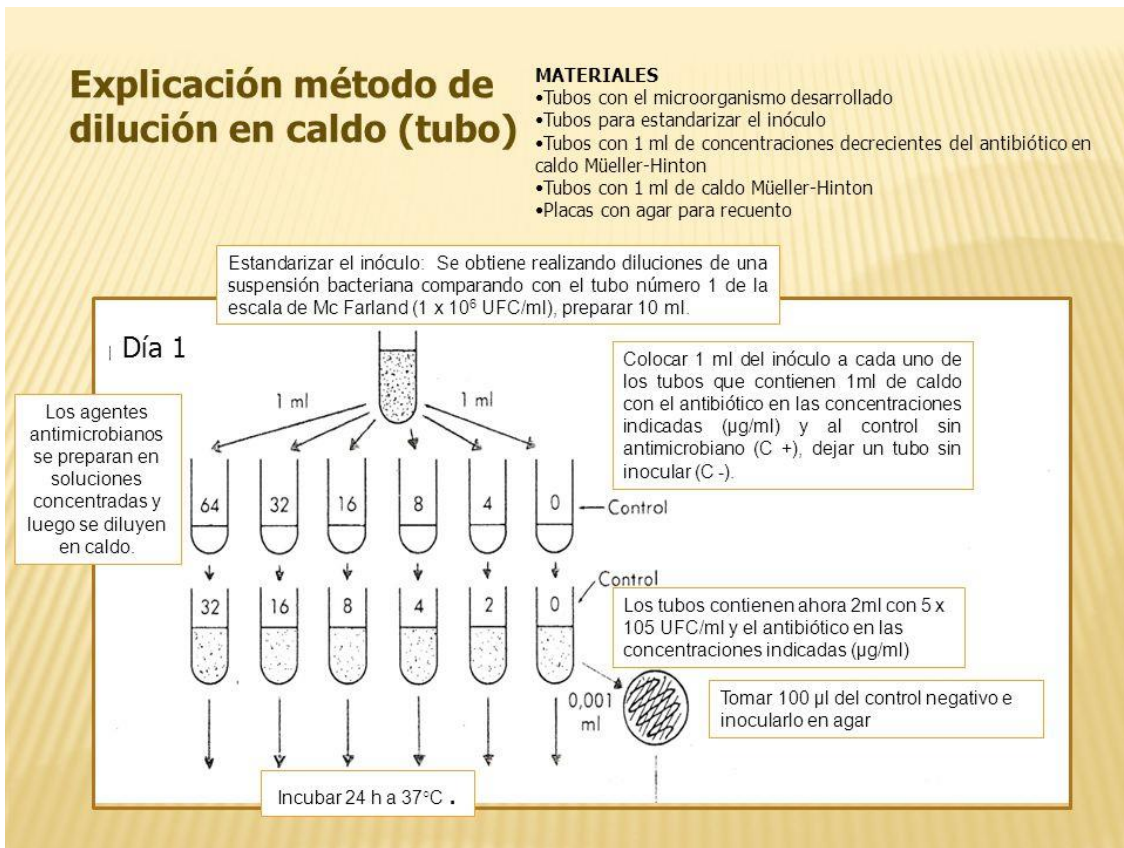 Explicación método de
dilución en caldo (tubo)
MATERIALES
•Tubos con el microorganismo desarrollado
•Tubos para estandarizar el inóculo
•Tubos con 1 ml de concentraciones decrecientes del antibiótico en
caldo Müeller-Hinton
•Tubos con 1 ml de caldo Müeller-Hinton
•Placas con agar para recuento
Estandarizar el inóculo: Se obtiene realizando diluciones de una
suspensión bacteriana comparando con el tubo número 1 de la
escala de Mc Farland (1 x 10⁶ UFC/ml), preparar 10 ml.
Día 1
Colocar 1 ml del inóculo a cada uno de
los tubos que contienen 1ml de caldo
con el antibiótico en las concentraciones
indicadas (µg/ml) y al control sin
antimicrobiano (C +), dejar un tubo sin
inocular (C -).
Los agentes
antimicrobianos
se preparan en
soluciones
concentradas y
luego se diluyen
en caldo.
1 ml 1 ml
64 32 16 8 4 0 Control
Control
32 16 8 4 2 0
Los tubos contienen ahora 2ml con 5 x
105 UFC/ml y el antibiótico en las
concentraciones indicadas (µg/ml)
0,001
ml
Tomar 100 µl del control negativo e
inocularlo en agar
Incubar 24 h a 37°C .